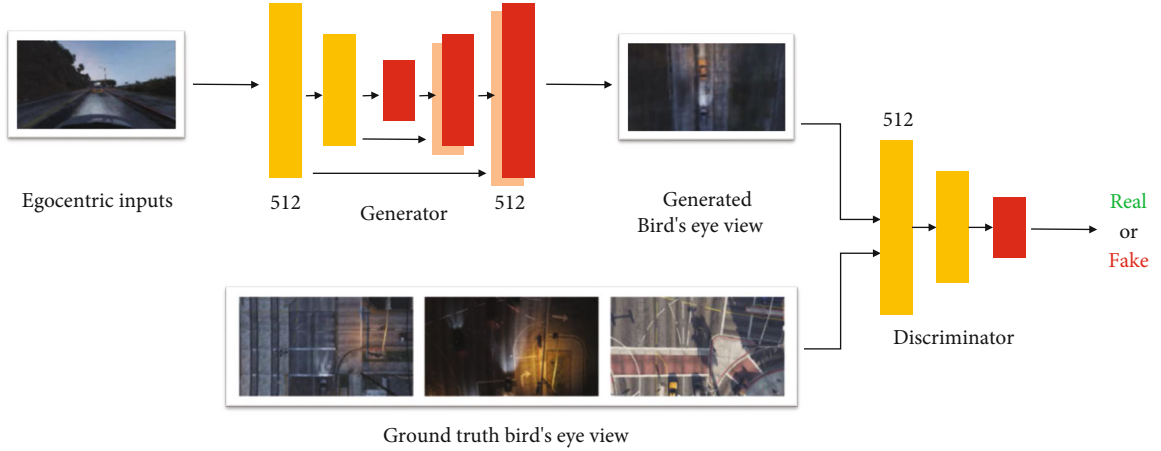 Egocentric inputs
512
Generator
512
Generated
Bird's eye view
512
Discriminator
Real
or
Fake
Ground truth bird's eye view